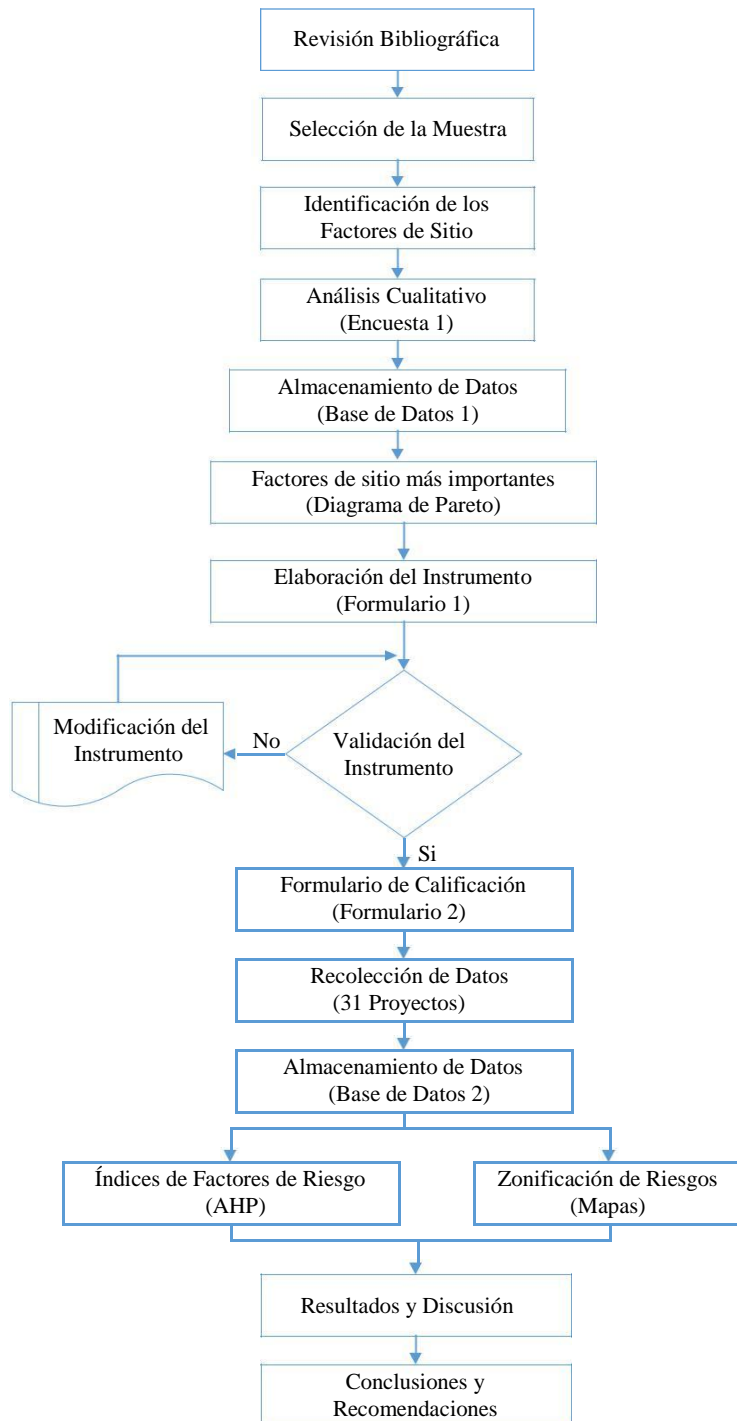 Revisión Bibliográfica
Selección de la Muestra
Identificación de los
Factores de Sitio
Análisis Cualitativo
(Encuesta 1)
Almacenamiento de Datos
(Base de Datos 1)
Factores de sitio más importantes
(Diagrama de Pareto)
Elaboración del Instrumento
(Formulario 1)
Modificación del
Instrumento
No
Validación del
Instrumento
Si
Formulario de Calificación
(Formulario 2)
Recolección de Datos
(31 Proyectos)
Almacenamiento de Datos
(Base de Datos 2)
Índices de Factores de Riesgo
(AHP)
Zonificación de Riesgos
(Mapas)
Resultados y Discusión
Conclusiones y
Recomendaciones